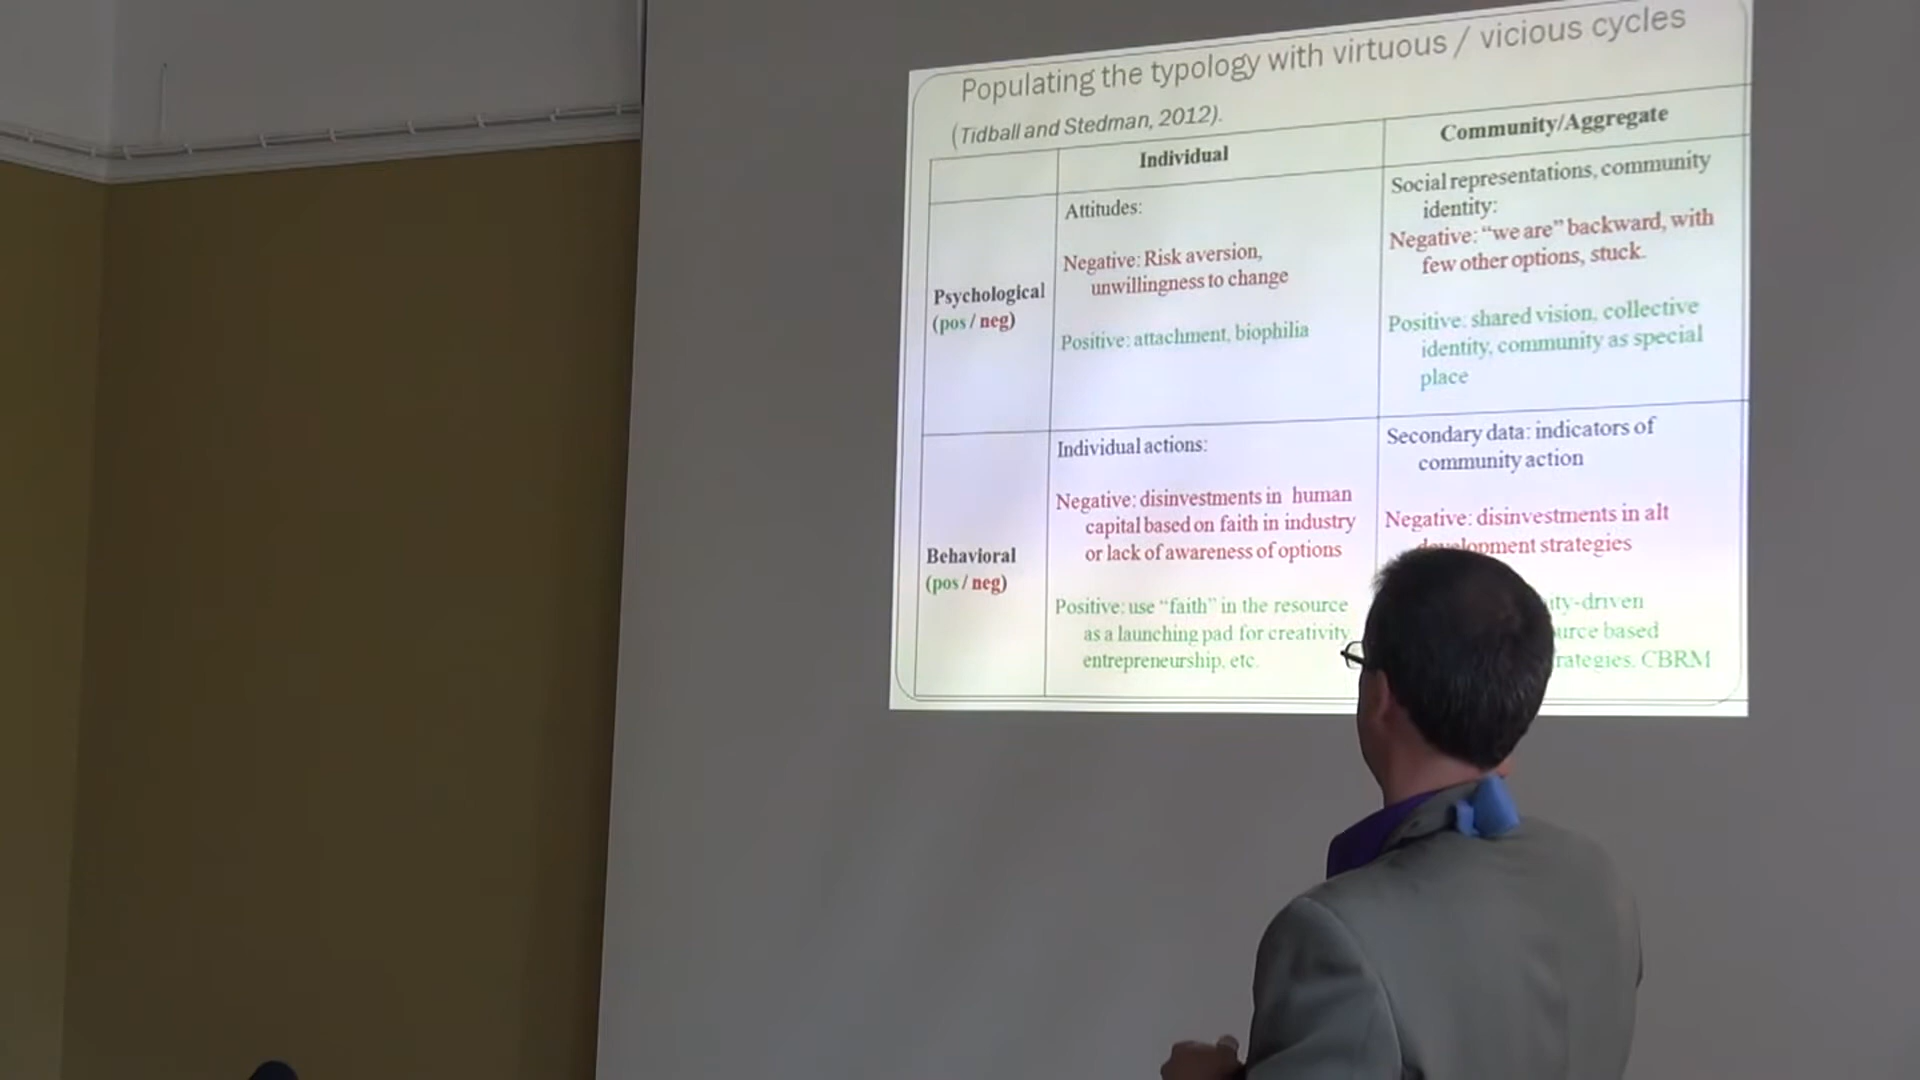 Populating the typology with virtuous / vicious cycles
(Tidball and Stedman, 2012).
Individual
Community/Aggregate
Psychological
(pos / neg)
Attitudes:
Negative: Risk aversion,
unwillingness to change
Positive: attachment, biophilia
Social representations, community
identity:
Negative: “we are” backward, with
few other options, stuck.
Positive: shared vision, collective
identity, community as special
place
Behavioral
(pos / neg)
Individual actions:
Negative: disinvestments in human
capital based on faith in industry
or lack of awareness of options
Positive: use “faith” in the resource
as a launching pad for creativity
entrepreneurship, etc.
Secondary data: indicators of
community action
Negative: disinvestments in alt
development strategies
based
CBRM